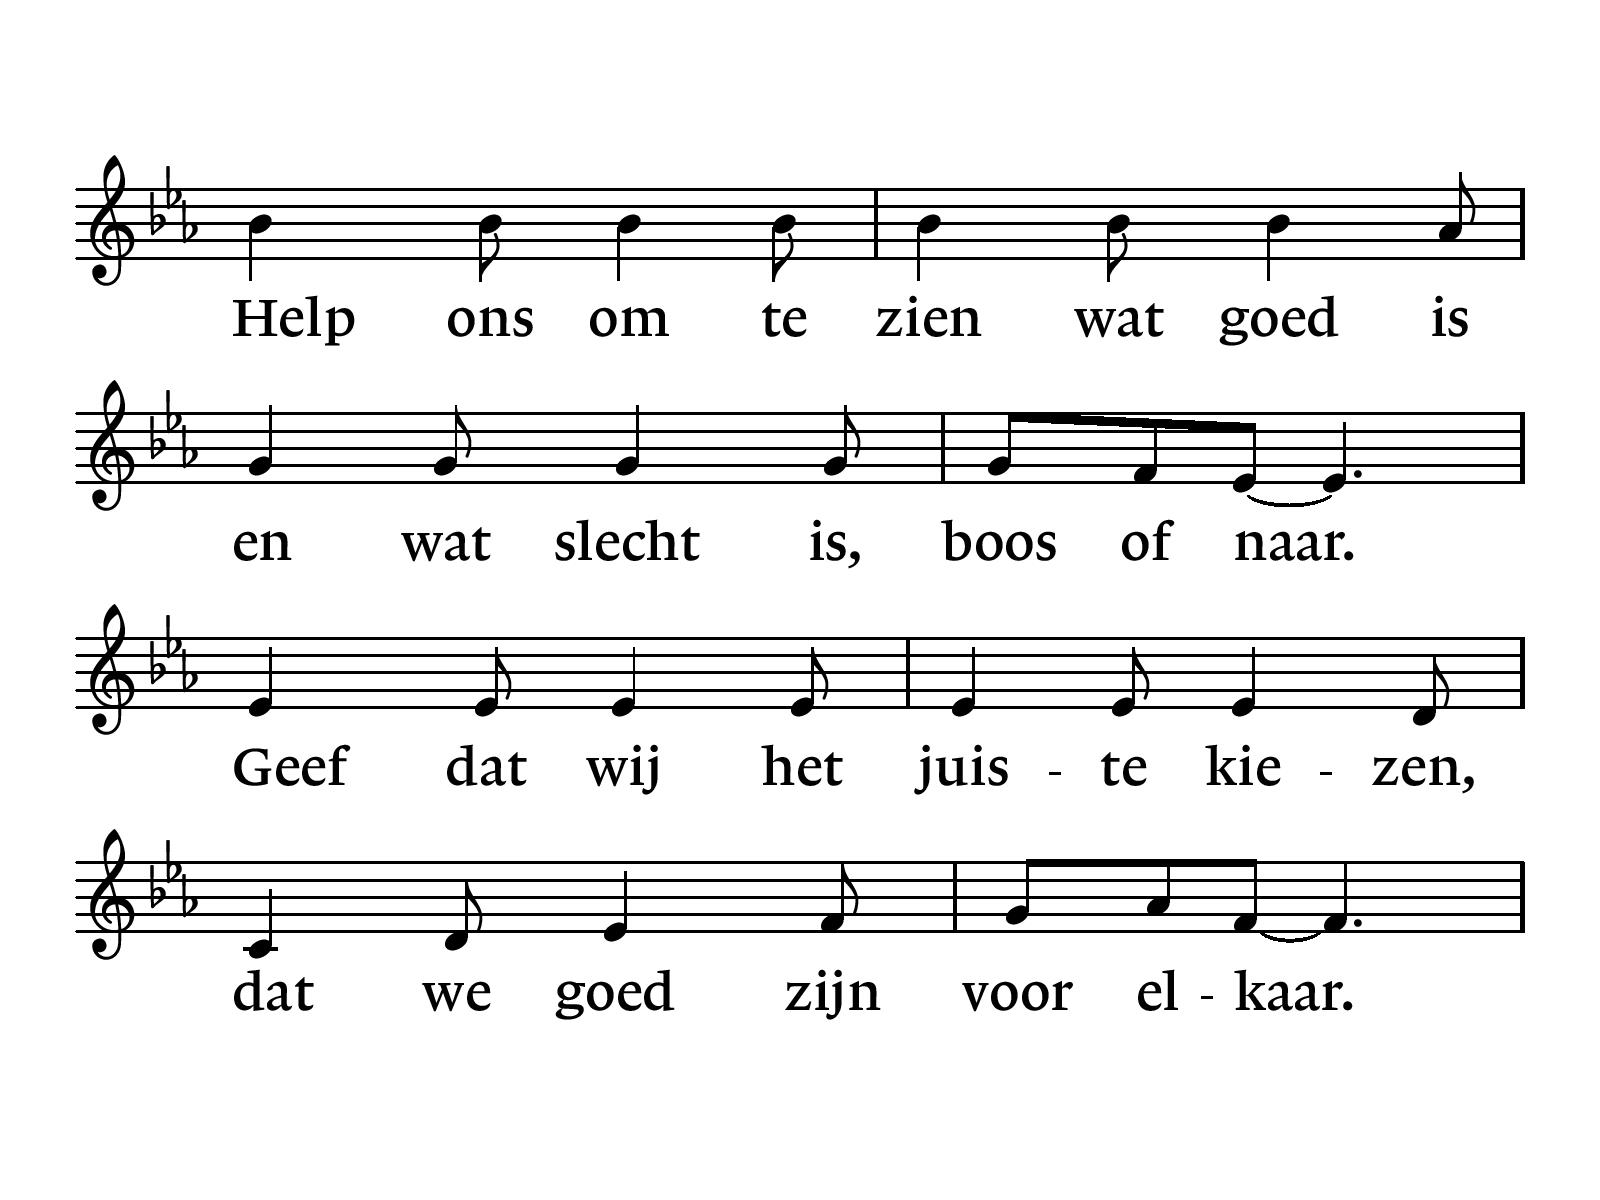 Help ons om te zien wat goed is
en wat slecht is, boos of naar.
Geef dat wij het juis - te kie - zen,
dat we goed zijn voor el - kaar.